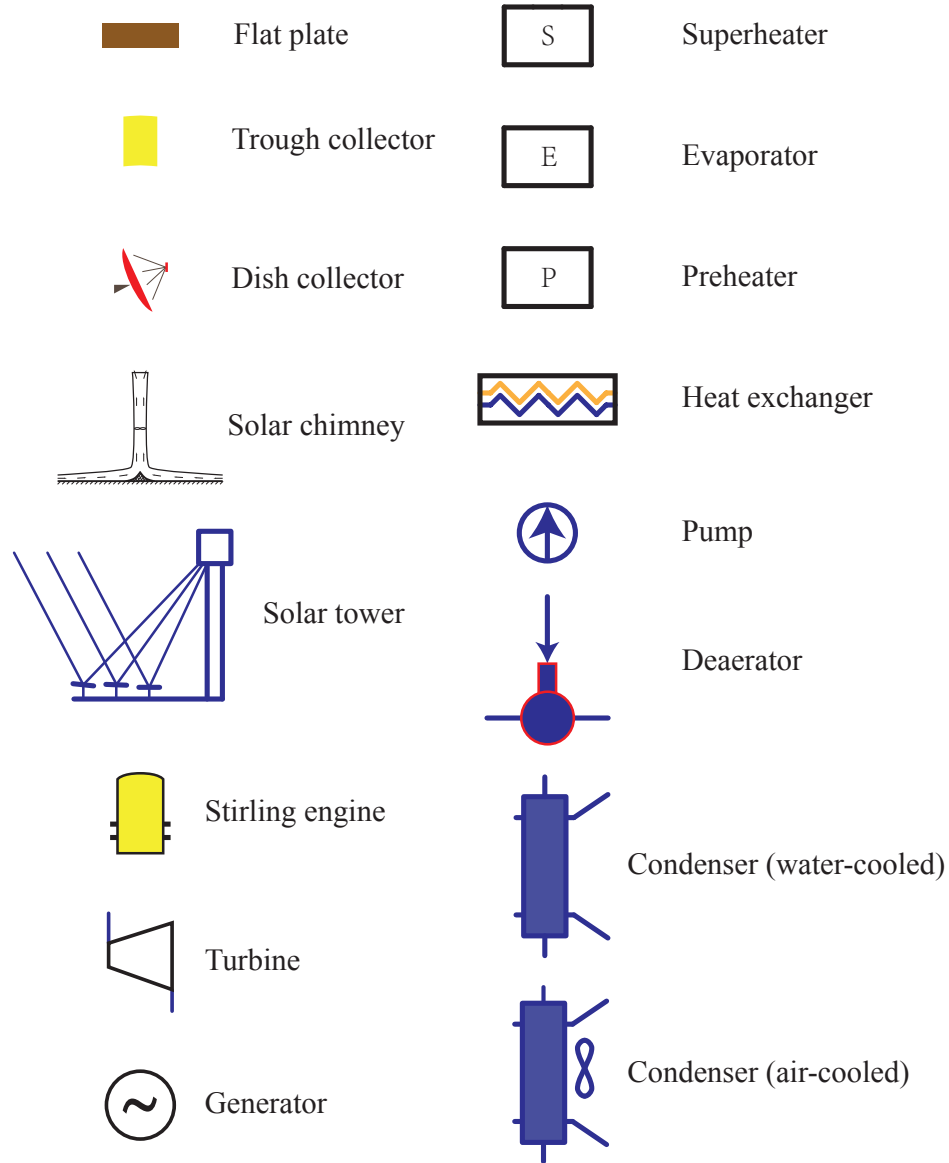 Flat plate
Trough collector
Dish collector
Solar chimney
Solar tower
Stirling engine
Turbine
Generator
S
Superheater
E
Evaporator
P
Preheater
Heat exchanger
Pump
Deaerator
Condenser (water-cooled)
Condenser (air-cooled)